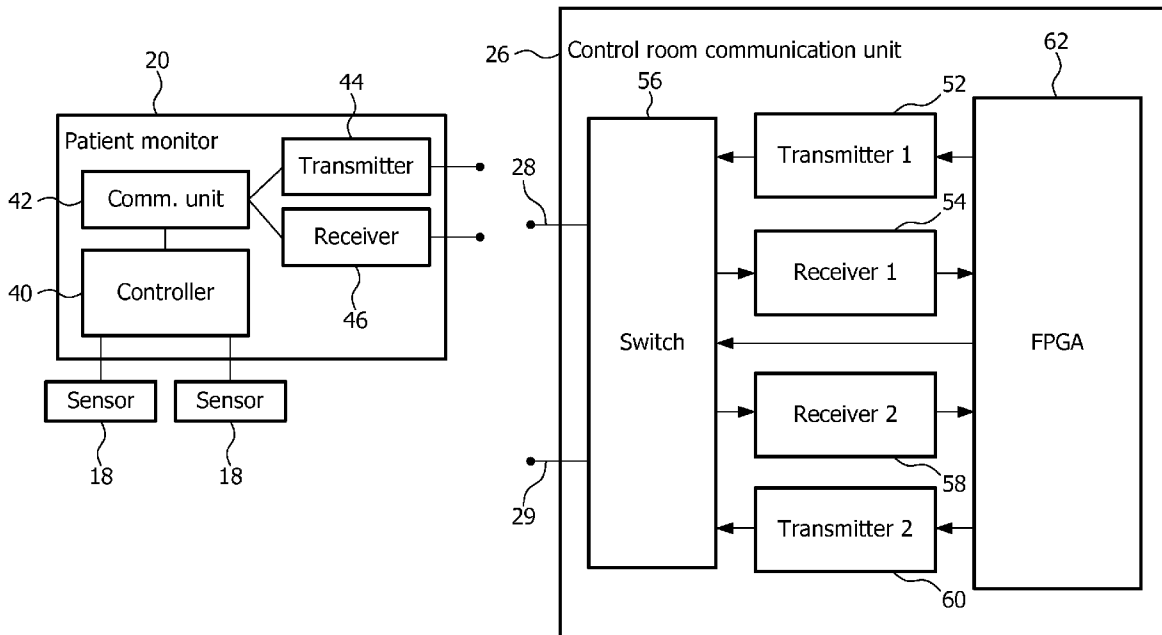 20
Patient monitor
44
Transmitter
42
Comm. unit
Receiver
46
40
Controller
Sensor
Sensor
18
18
26
Control room communication unit
56
52
62
28
Transmitter 1
54
Receiver 1
Switch
FPGA
Receiver 2
58
29
Transmitter 2
60